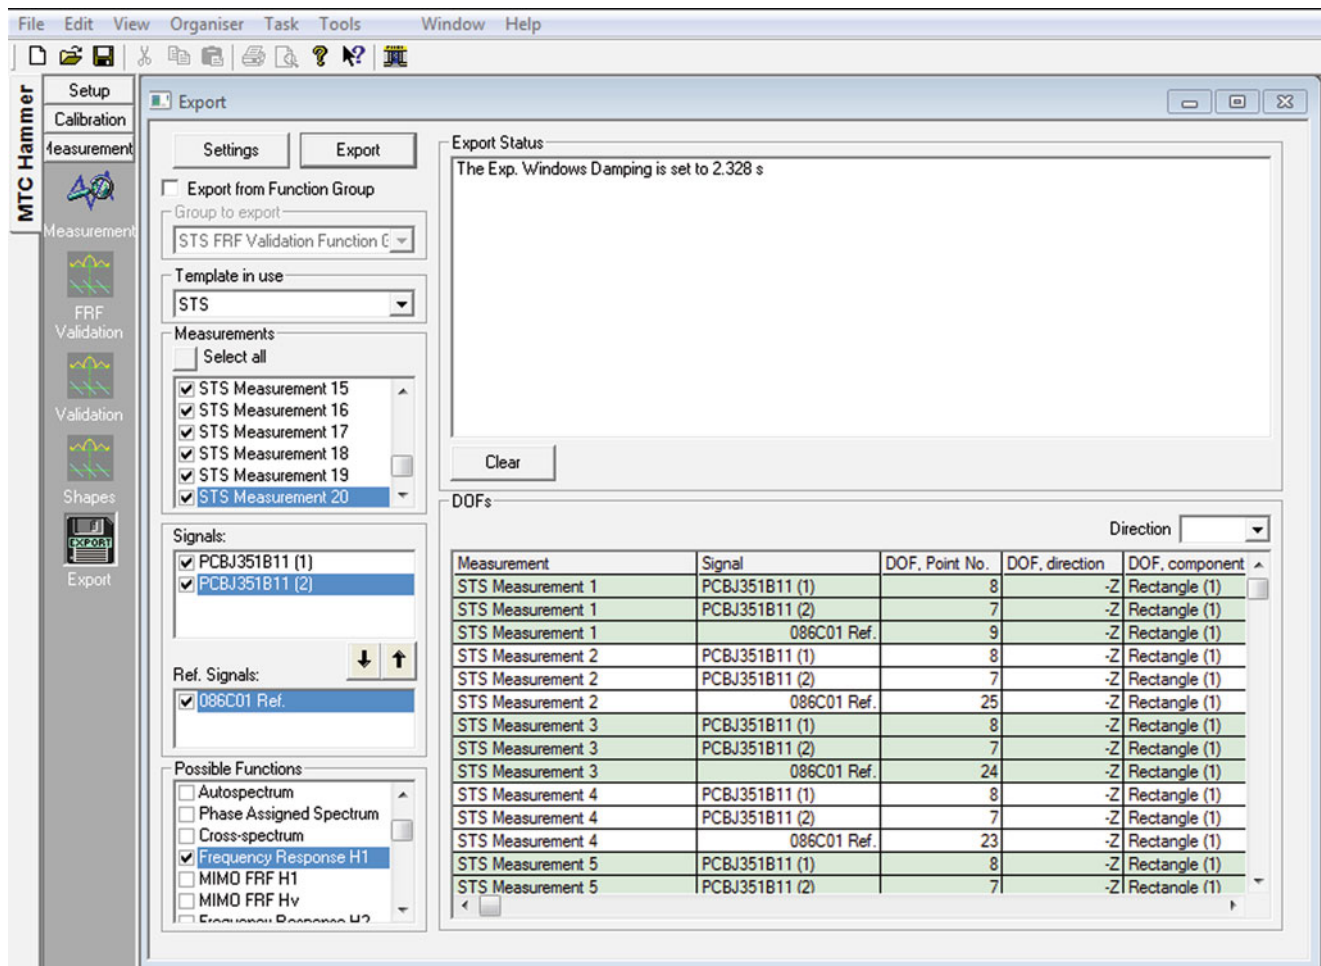 File Edit View Organiser Task Tools Window Help
MTC Hammer
Setup
Calibration
Measurement
Measurement
FRF
Validation
Validation
Shapes
EXPORT
Export
Export
Settings Export
Export from Function Group
Group to export
STS FRF Validation Function G
Template in use
STS
Measurements
Select all
STS Measurement 15
STS Measurement 16
STS Measurement 17
STS Measurement 18
STS Measurement 19
STS Measurement 20
Signals:
PCBJ351B11 (1)
PCBJ351B11 (2)
Ref. Signals:
086C01 Ref.
Possible Functions
Autospectrum
Phase Assigned Spectrum
Cross-spectrum
Frequency Response H1
MIMO FRF H1
MIMO FRF Hv
Frequency Response H2
Export Status
The Exp. Windows Damping is set to 2.328 s
Clear
DOFs
Direction
Measurement Signal DOF, Point No. DOF, direction DOF, component
STS Measurement 1 PCBJ351B11 (1) 8 -Z Rectangle (1)
STS Measurement 1 PCBJ351B11 (2) 7 -Z Rectangle (1)
STS Measurement 1 086C01 Ref. 9 -Z Rectangle (1)
STS Measurement 2 PCBJ351B11 (1) 8 -Z Rectangle (1)
STS Measurement 2 PCBJ351B11 (2) 7 -Z Rectangle (1)
STS Measurement 2 086C01 Ref. 25 -Z Rectangle (1)
STS Measurement 3 PCBJ351B11 (1) 8 -Z Rectangle (1)
STS Measurement 3 PCBJ351B11 (2) 7 -Z Rectangle (1)
STS Measurement 3 086C01 Ref. 24 -Z Rectangle (1)
STS Measurement 4 PCBJ351B11 (1) 8 -Z Rectangle (1)
STS Measurement 4 PCBJ351B11 (2) 7 -Z Rectangle (1)
STS Measurement 4 086C01 Ref. 23 -Z Rectangle (1)
STS Measurement 5 PCBJ351B11 (1) 8 -Z Rectangle (1)
STS Measurement 5 PCBJ351B11 (2) 7 -Z Rectangle (1)